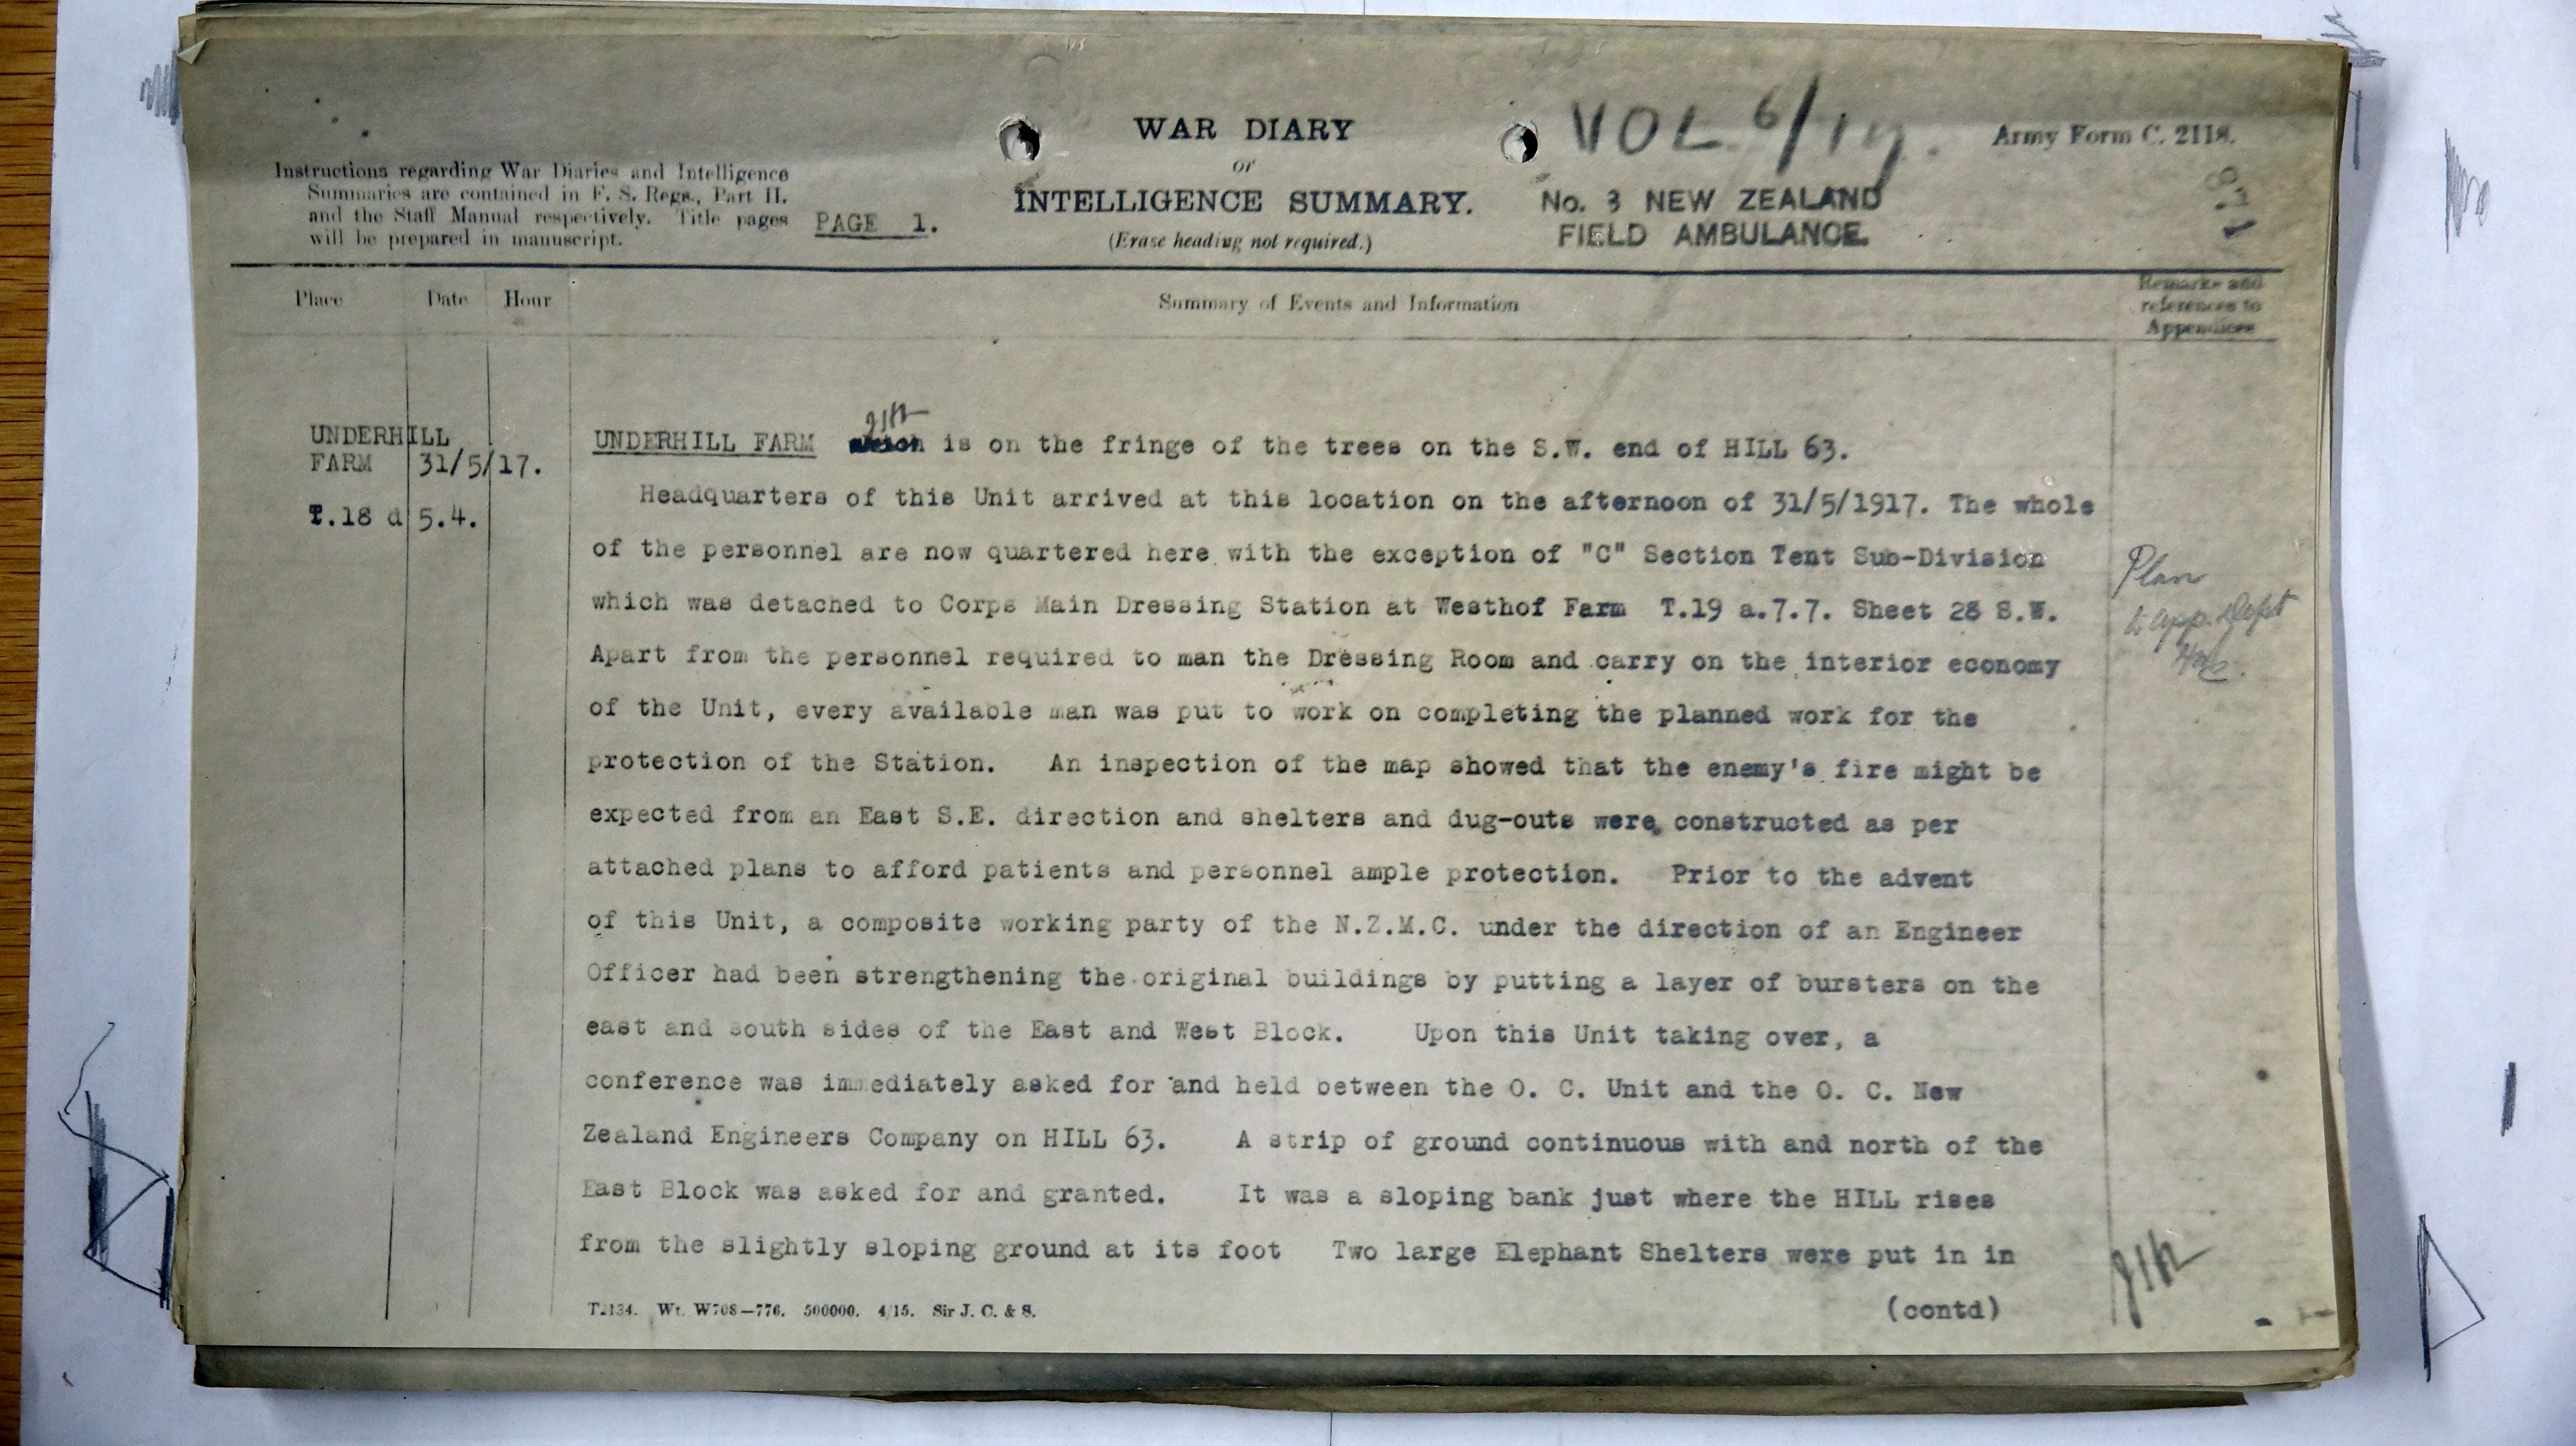 WAR DIARY
or
INTELLIGENCE SUMMARY.
(Erase heading not required.)
Instructions regarding War Diaries and Intelligence
Summaries are contained in F. S. Regs., Part II.
and the Staff Manual respectively. Title pages
will be prepared in manuscript.
PAGE 1.
VOL 6/17.
No. 3 NEW ZEALAND
FIELD AMBULANCE.
Army Form C. 2118.
Place Date Hour
Summary of Events and Information
Remarks and
references to
Appendices
UNDERHILL
FARM 31/5/17.
T.18 d 5.4.
UNDERHILL FARM is on the fringe of the trees on the S.W. end of HILL 63.
Headquarters of this Unit arrived at this location on the afternoon of 31/5/1917. The whole
of the personnel are now quartered here with the exception of "C" Section Tent Sub-Division
which was detached to Corps Main Dressing Station at Westhof Farm T.19 a.7.7. Sheet 28 S.W.
Apart from the personnel required to man the Dressing Room and carry on the interior economy
of the Unit, every available man was put to work on completing the planned work for the
protection of the Station. An inspection of the map showed that the enemy's fire might be
expected from an East S.E. direction and shelters and dug-outs were constructed as per
attached plans to afford patients and personnel ample protection. Prior to the advent
of this Unit, a composite working party of the N.Z.M.C. under the direction of an Engineer
Officer had been strengthening the original buildings by putting a layer of bursters on the
east and south sides of the East and West Block. Upon this Unit taking over, a
conference was immediately asked for and held between the O. C. Unit and the O. C. New
Zealand Engineers Company on HILL 63. A strip of ground continuous with and north of the
East Block was asked for and granted. It was a sloping bank just where the HILL rises
from the slightly sloping ground at its foot Two large Elephant Shelters were put in in
(contd)
Plan
T.134. Wt. W708—776. 500000. 4/15. Sir J. C. & S.